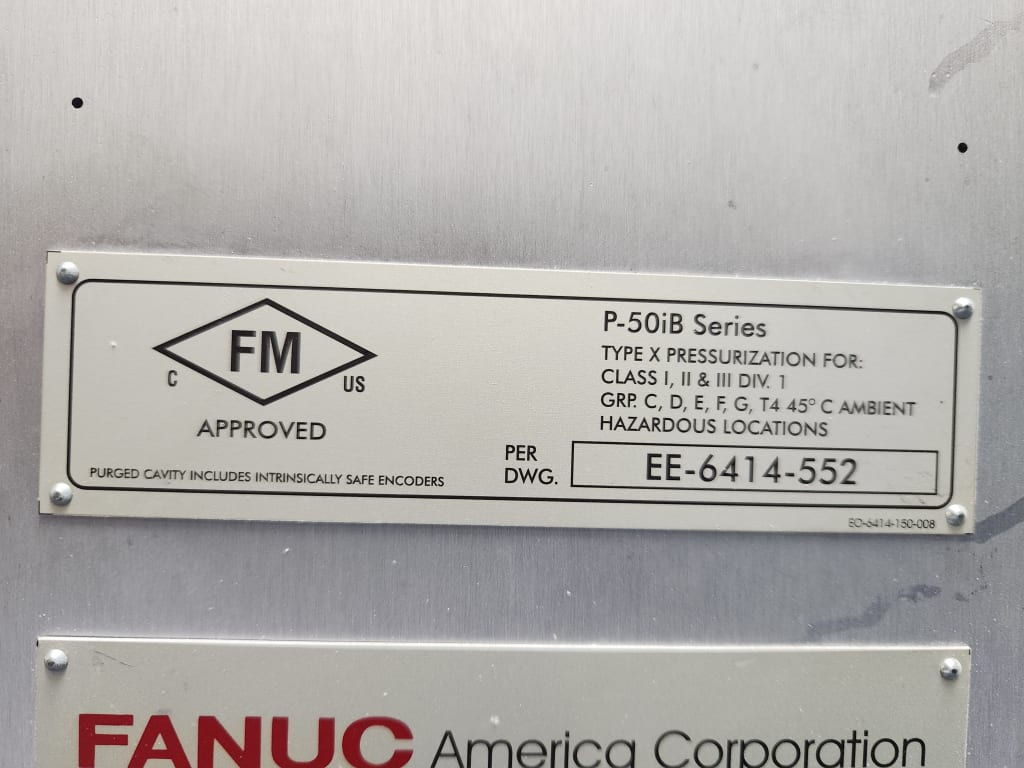 FM
C US
APPROVED
PURGED CAVITY INCLUDES INTRINSICALLY SAFE ENCODERS
P-50iB Series
TYPE X PRESSURIZATION FOR:
CLASS I, II & III DIV. 1
GRP. C, D, E, F, G, T4 45° C AMBIENT
HAZARDOUS LOCATIONS
PER
DWG. EE-6414-552
EO-6414-150-008
FANUC America Corporation